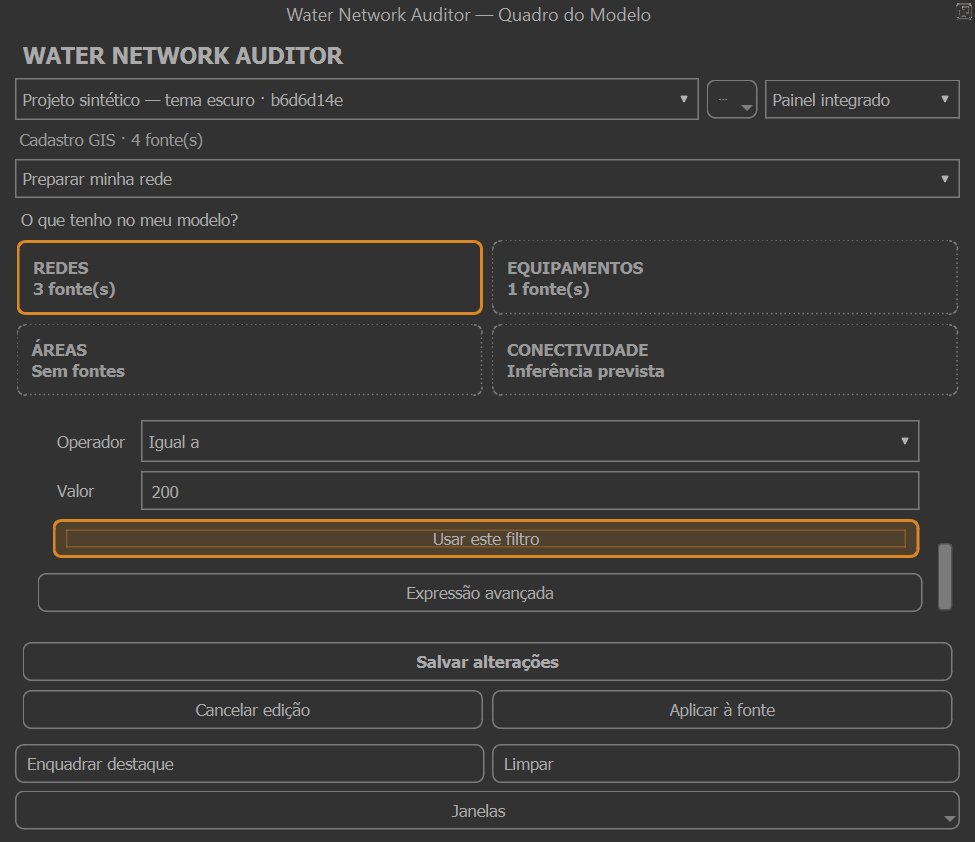 Water Network Auditor — Quadro do Modelo
WATER NETWORK AUDITOR
Projeto sintético — tema escuro · b6d6d14e
...
Painel integrado
Cadastro GIS · 4 fonte(s)
Preparar minha rede
O que tenho no meu modelo?
REDES
3 fonte(s)
EQUIPAMENTOS
1 fonte(s)
ÁREAS
Sem fontes
CONECTIVIDADE
Inferência prevista
Operador
Igual a
Valor
200
Usar este filtro
Expressão avançada
Salvar alterações
Cancelar edição
Aplicar à fonte
Enquadrar destaque
Limpar
Janelas